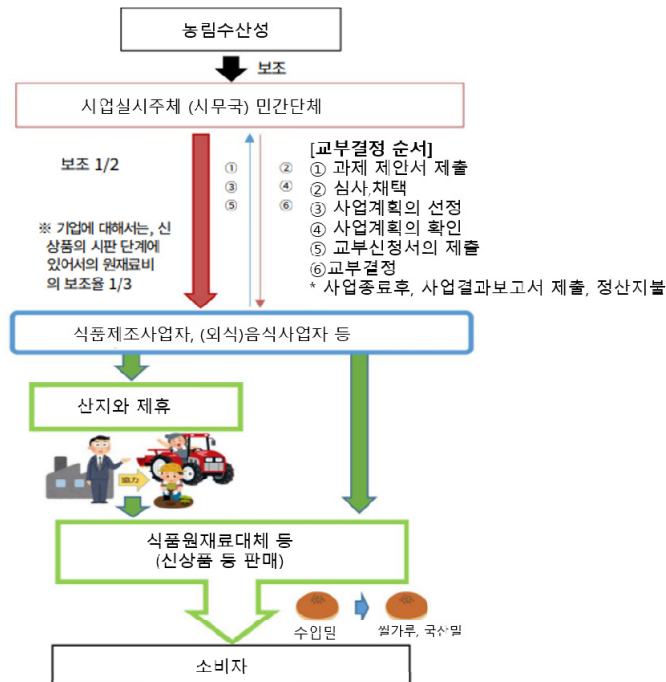 농림수산성
보조
시업실시주체 (시무국) 민간단체
보조 1/2
※ 기업에 대해서는, 신
상품의 시판 단계에
있어서의 원재료비
의 보조율 1/3
①
③
⑤
②
④
⑥
[교부결정 순서]
① 과제 제안서 제출
② 심사,채택
③ 사업계획의 선정
④ 사업계획의 확인
⑤ 교부신청서의 제출
⑥교부결정
* 사업종료후, 사업결과보고서 제출, 정산지불
식품제조사업자, (외식)음식사업자 등
산지와 제휴
協力
식품원재료대체 등
(신상품 등 판매)
수입밀
쌀가루, 국산밀
소비자